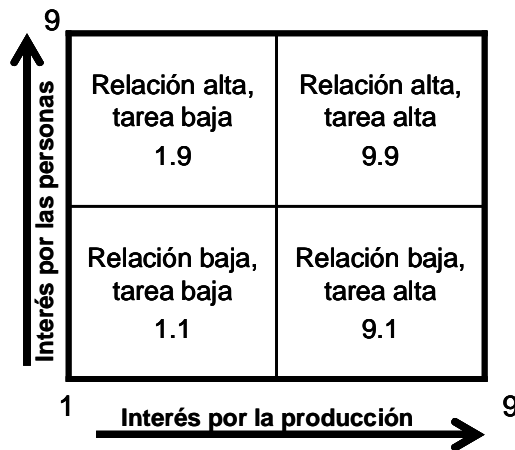 9
Interés por las personas
Relación alta,
tarea baja
1.9
Relación alta,
tarea alta
9.9
Relación baja,
tarea baja
1.1
Relación baja,
tarea alta
9.1
1
Interés por la producción
9